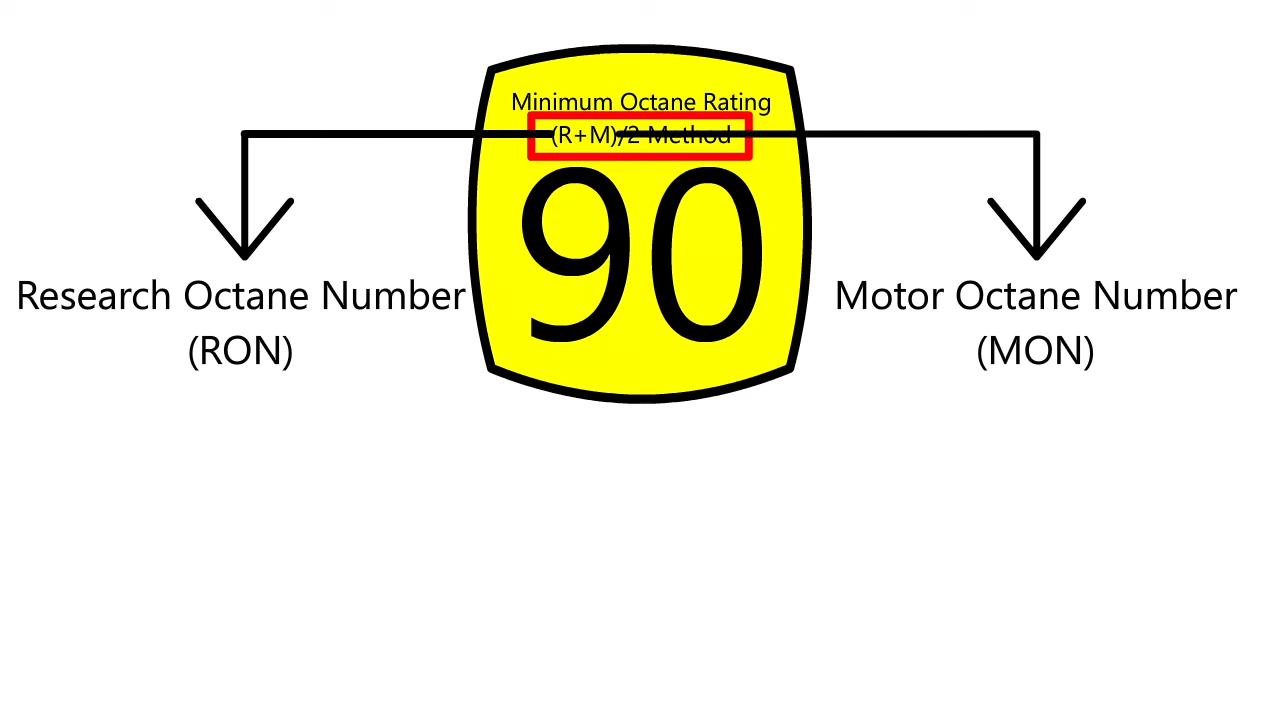 Minimum Octane Rating
(R+M)/2 Method
90
Research Octane Number
(RON)
Motor Octane Number
(MON)